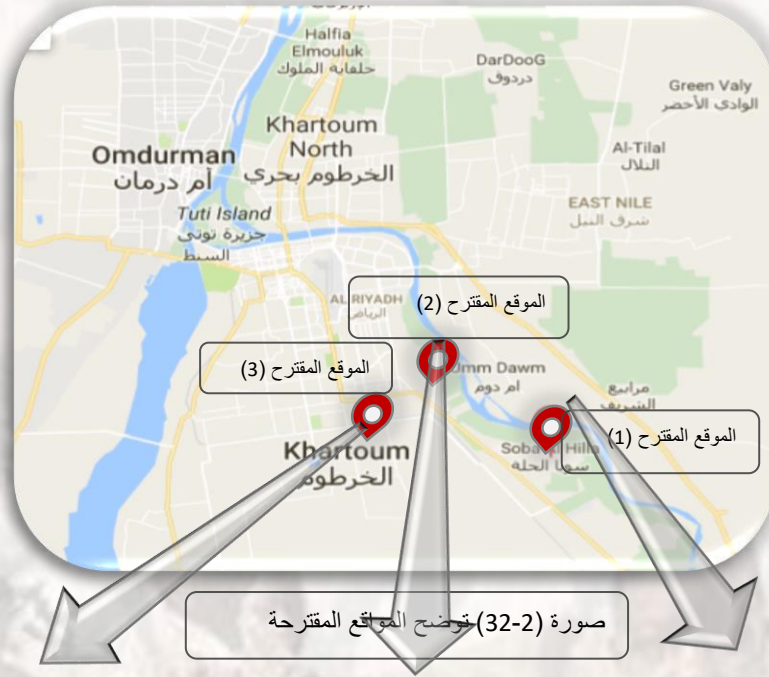 Halfia
Elmouluk
حلفاية الملوك
DarDooG
دردوق
Green Valy
الوادي الأخضر
Khartoum
North
الخرطوم بحري
Al-Tilal
التلال
Omdurman
أم درمان
EAST NILE
شرق النيل
Tuti Island
جزيرة توتي
السنط
الموقع المقترح (2)
AL RIYADH
الرياض
الموقع المقترح (3)
Umm Dawm
ام دوم
مرابيع
الشريف
الموقع المقترح (1)
Khartoum
الخرطوم
Soba
Hilla
سوبا الحلة
صورة (2-32) توضح المواقع المقترحة